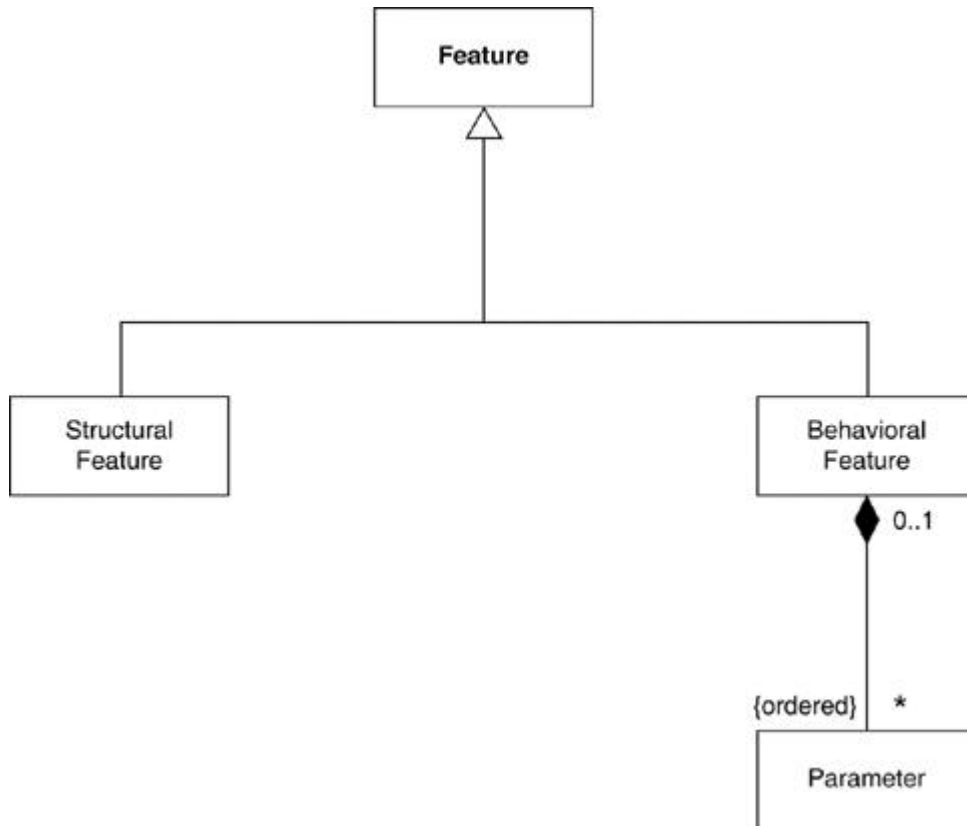 Feature
Structural
Feature
Behavioral
Feature
0..1
{ordered} *
Parameter